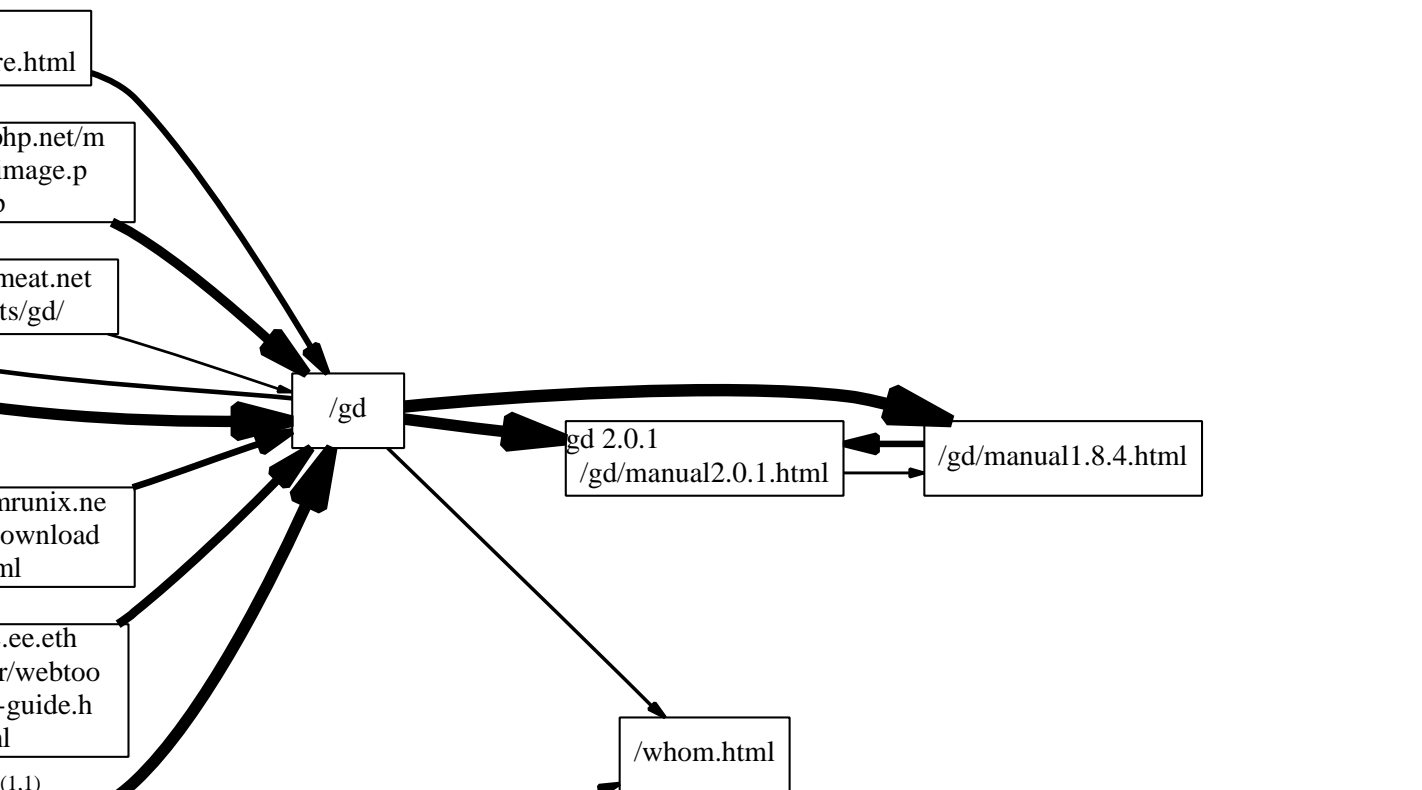 re.html
php.net/m
image.p
p
meat.net
ts/gd/
/gd
gd 2.0.1
/gd/manual2.0.1.html
/gd/manual1.8.4.html
mrunix.ne
ownload
ml
.ee.eth
r/webtoo
-guide.h
ml
(1,1)
/whom.html